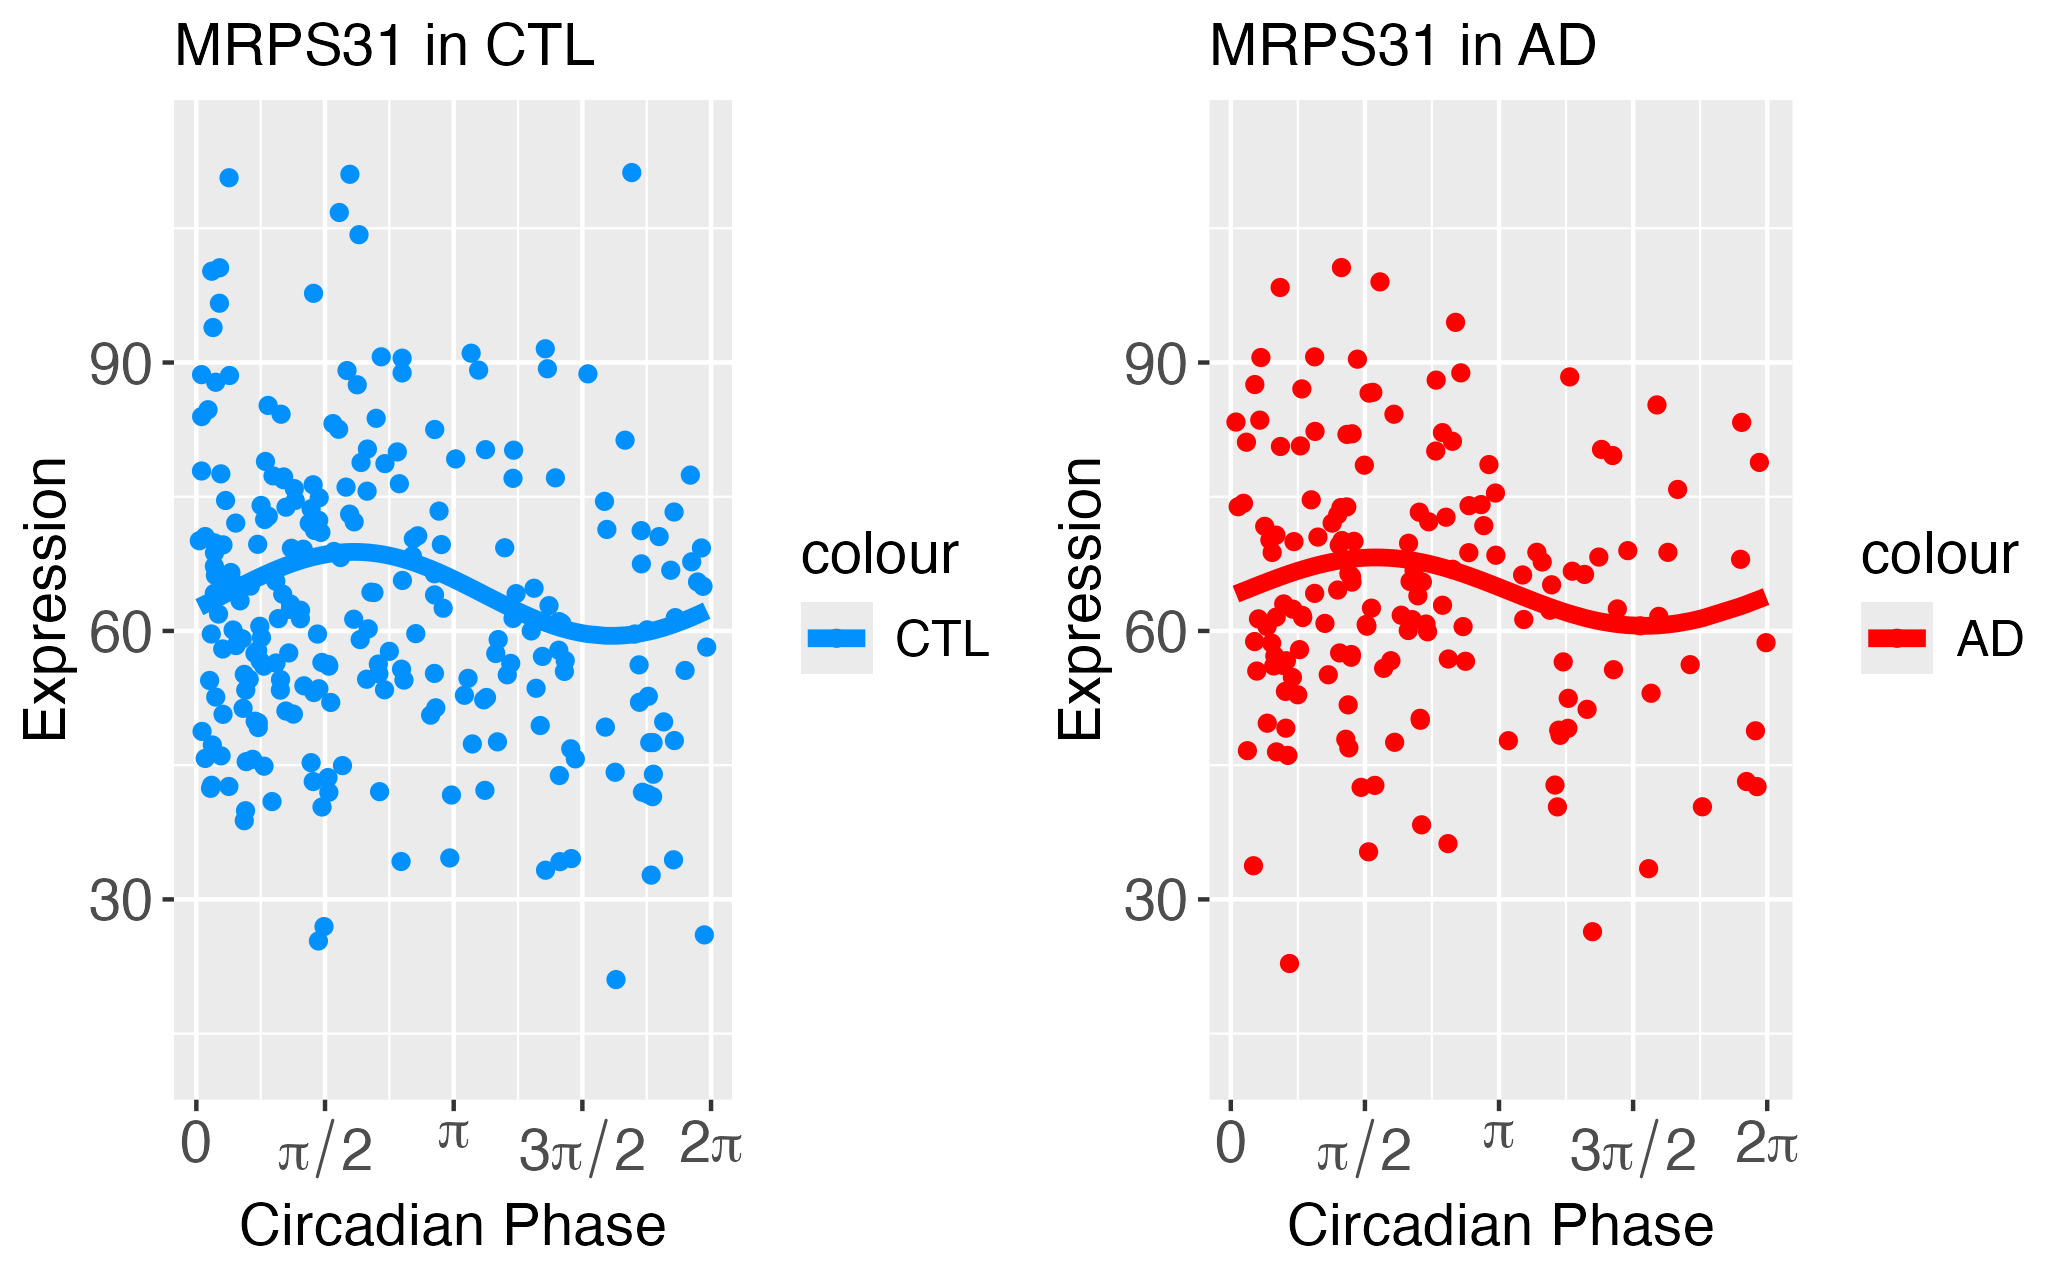 MRPS31 in CTL
Expression
90
60
30
0 π/2 π 3π/2 2π
Circadian Phase
colour
CTL
MRPS31 in AD
Expression
90
60
30
0 π/2 π 3π/2 2π
Circadian Phase
colour
AD